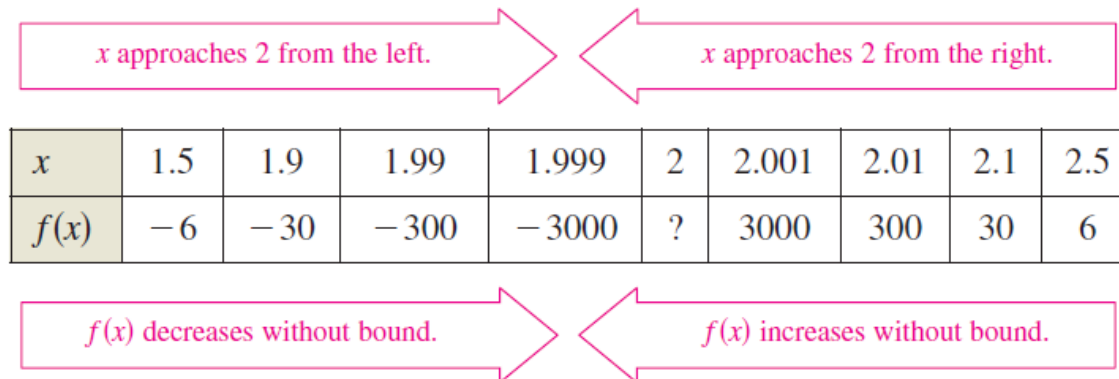 x approaches 2 from the left. x approaches 2 from the right.
x 1.5 1.9 1.99 1.999 2 2.001 2.01 2.1 2.5
f(x) −6 −30 −300 −3000 ? 3000 300 30 6
f(x) decreases without bound. f(x) increases without bound.